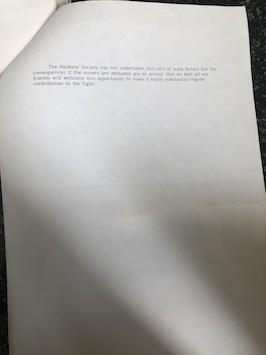 The Haldane Society has not undertaken this sort of work before but the
consequences if the miners are defeated are so serious that we feel all our
friends will welcome this opportunity to make a really substantial regular
contribution to the fight.